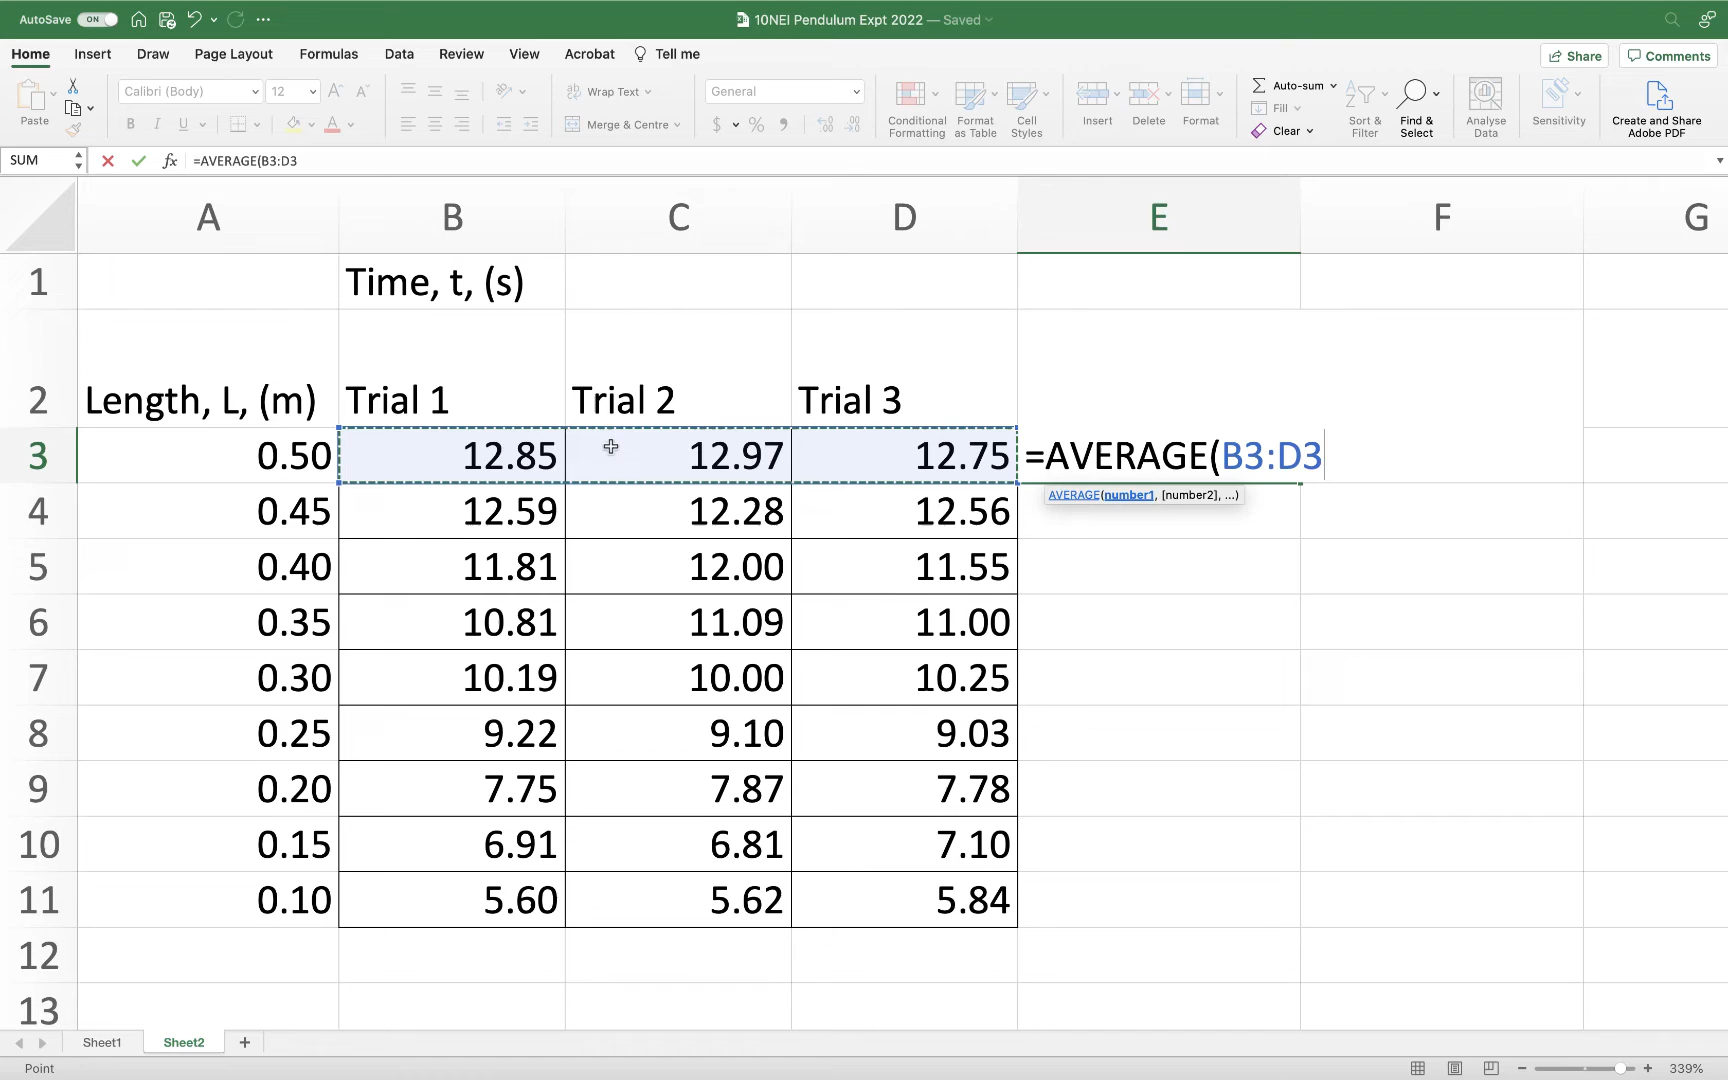 AutoSave ON 10NEI Pendulum Expt 2022 — Saved
Home Insert Draw Page Layout Formulas Data Review View Acrobat Tell me Share Comments
Paste Calibri (Body) 12 A A Wrap Text General Conditional Formatting Format as Table Cell Styles Insert Delete Format Auto-sum Sort & Filter Find & Select Analyse Data Sensitivity Create and Share Adobe PDF
B I U A Merge & Centre $ % Fill Clear
SUM fx =AVERAGE(B3:D3
A B C D E F G
1 Time, t, (s)
2 Length, L, (m) Trial 1 Trial 2 Trial 3
3 0.50 12.85 12.97 12.75 =AVERAGE(B3:D3
AVERAGE(number1, [number2], ...)
4 0.45 12.59 12.28 12.56
5 0.40 11.81 12.00 11.55
6 0.35 10.81 11.09 11.00
7 0.30 10.19 10.00 10.25
8 0.25 9.22 9.10 9.03
9 0.20 7.75 7.87 7.78
10 0.15 6.91 6.81 7.10
11 0.10 5.60 5.62 5.84
12
13
Sheet1 Sheet2 +
Point 339%